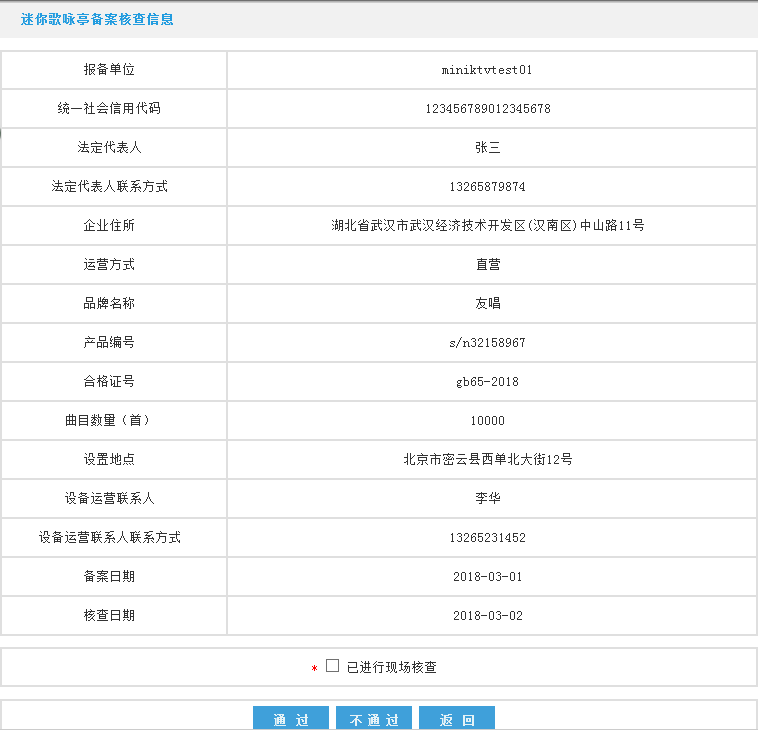 迷你歌咏亭备案核查信息
报备单位 miniktvtest01
统一社会信用代码 123456789012345678
法定代表人 张三
法定代表人联系方式 13265879874
企业住所 湖北省武汉市武汉经济技术开发区(汉南区)中山路11号
运营方式 直营
品牌名称 友唱
产品编号 s/n32158967
合格证号 gb65-2018
曲目数量（首） 10000
设置地点 北京市密云县西单北大街12号
设备运营联系人 李华
设备运营联系人联系方式 13265231452
备案日期 2018-03-01
核查日期 2018-03-02
* 已进行现场核查
通 过 不 通 过 返 回